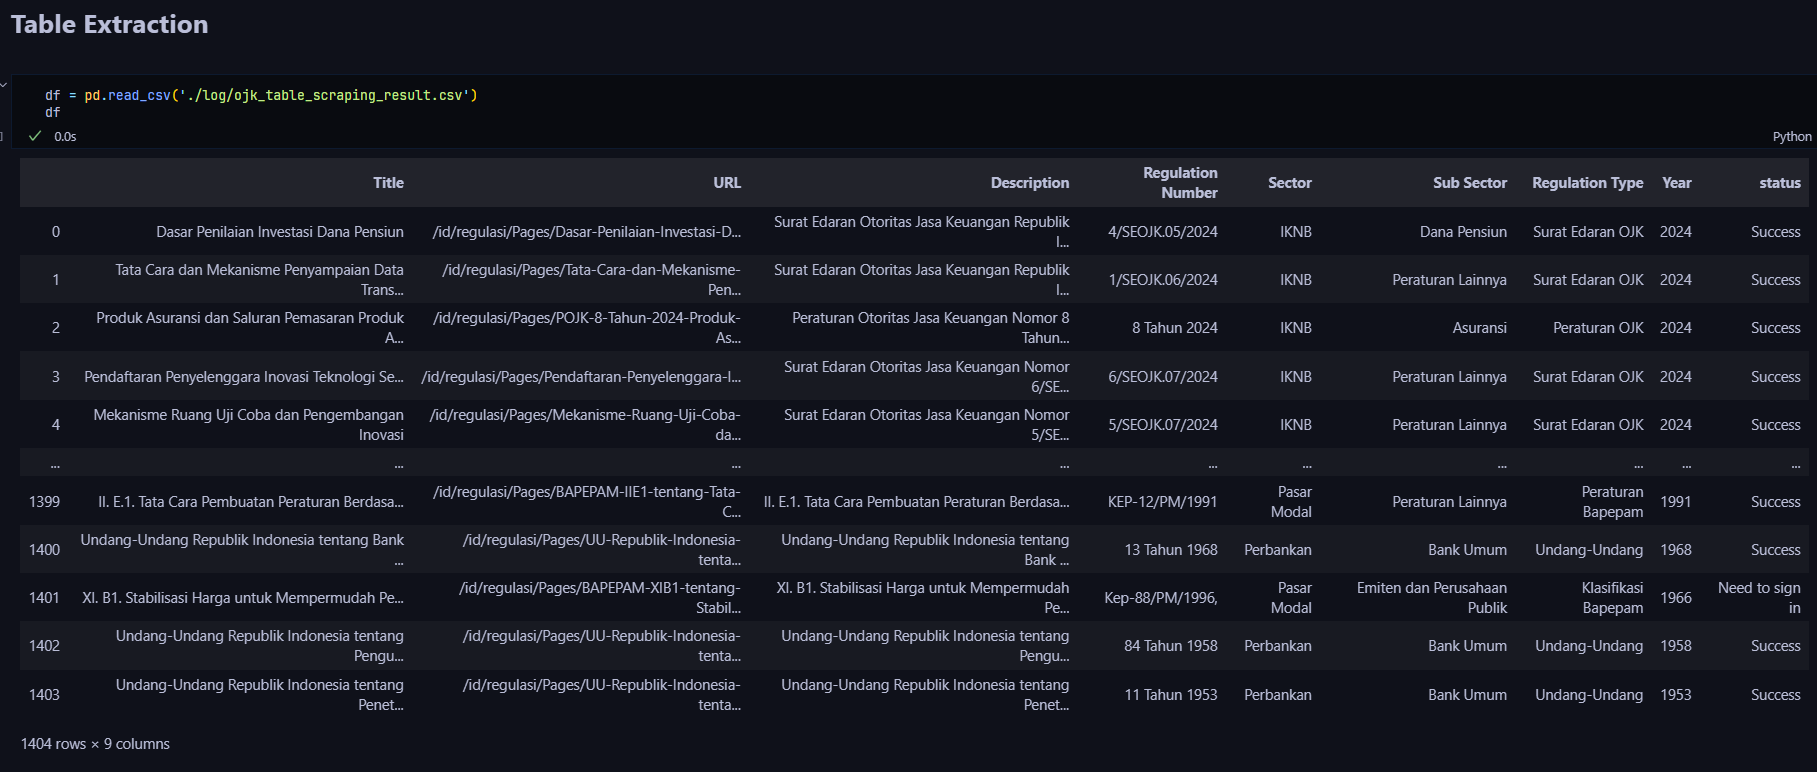 Table Extraction
df = pd.read_csv('./log/ojk_table_scraping_result.csv')
df
0.0s
Python
Title URL Description Regulation Number Sector Sub Sector Regulation Type Year status
0 Dasar Penilaian Investasi Dana Pensiun /id/regulasi/Pages/Dasar-Penilaian-Investasi-D... Surat Edaran Otoritas Jasa Keuangan Republik I... 4/SEOJK.05/2024 IKNB Dana Pensiun Surat Edaran OJK 2024 Success
1 Tata Cara dan Mekanisme Penyampaian Data Trans... /id/regulasi/Pages/Tata-Cara-dan-Mekanisme-Pen... Surat Edaran Otoritas Jasa Keuangan Republik I... 1/SEOJK.06/2024 IKNB Peraturan Lainnya Surat Edaran OJK 2024 Success
2 Produk Asuransi dan Saluran Pemasaran Produk A... /id/regulasi/Pages/POJK-8-Tahun-2024-Produk-As... Peraturan Otoritas Jasa Keuangan Nomor 8 Tahun... 8 Tahun 2024 IKNB Asuransi Peraturan OJK 2024 Success
3 Pendaftaran Penyelenggara Inovasi Teknologi Se... /id/regulasi/Pages/Pendaftaran-Penyelenggara-I... Surat Edaran Otoritas Jasa Keuangan Nomor 6/SE... 6/SEOJK.07/2024 IKNB Peraturan Lainnya Surat Edaran OJK 2024 Success
4 Mekanisme Ruang Uji Coba dan Pengembangan Inovasi /id/regulasi/Pages/Mekanisme-Ruang-Uji-Coba-da... Surat Edaran Otoritas Jasa Keuangan Nomor 5/SE... 5/SEOJK.07/2024 IKNB Peraturan Lainnya Surat Edaran OJK 2024 Success
... ... ... ... ... ... ... ... ... ...
1399 II. E.1. Tata Cara Pembuatan Peraturan Berdasa... /id/regulasi/Pages/BAPEPAM-IIE1-tentang-Tata-C... II. E.1. Tata Cara Pembuatan Peraturan Berdasa... KEP-12/PM/1991 Pasar Modal Peraturan Lainnya Peraturan Bapepam 1991 Success
1400 Undang-Undang Republik Indonesia tentang Bank ... /id/regulasi/Pages/UU-Republik-Indonesia-tenta... Undang-Undang Republik Indonesia tentang Bank ... 13 Tahun 1968 Perbankan Bank Umum Undang-Undang 1968 Success
1401 XI. B1. Stabilisasi Harga untuk Mempermudah Pe... /id/regulasi/Pages/BAPEPAM-XIB1-tentang-Stabil... XI. B1. Stabilisasi Harga untuk Mempermudah Pe... Kep-88/PM/1996, Pasar Modal Emiten dan Perusahaan Publik Klasifikasi Bapepam 1966 Need to sign in
1402 Undang-Undang Republik Indonesia tentang Pengu... /id/regulasi/Pages/UU-Republik-Indonesia-tenta... Undang-Undang Republik Indonesia tentang Pengu... 84 Tahun 1958 Perbankan Bank Umum Undang-Undang 1958 Success
1403 Undang-Undang Republik Indonesia tentang Penet... /id/regulasi/Pages/UU-Republik-Indonesia-tenta... Undang-Undang Republik Indonesia tentang Penet... 11 Tahun 1953 Perbankan Bank Umum Undang-Undang 1953 Success
1404 rows × 9 columns